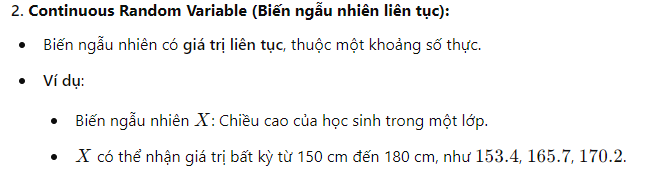 2. Continuous Random Variable (Biến ngẫu nhiên liên tục):
• Biến ngẫu nhiên có giá trị liên tục, thuộc một khoảng số thực.
• Ví dụ:
• Biến ngẫu nhiên X: Chiều cao của học sinh trong một lớp.
• X có thể nhận giá trị bất kỳ từ 150 cm đến 180 cm, như 153.4, 165.7, 170.2.